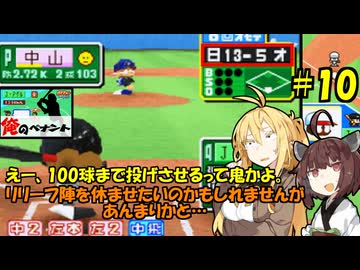 P 中山
防2.72 K 2 球103
俺のペナント
日13-5オ
B
S
O
#10
えー、100球まで投げさせるって鬼かよ。
リリーフ陣を休ませたいのかもしれませんが
あんまりかと…
中2 左本 左2 中飛